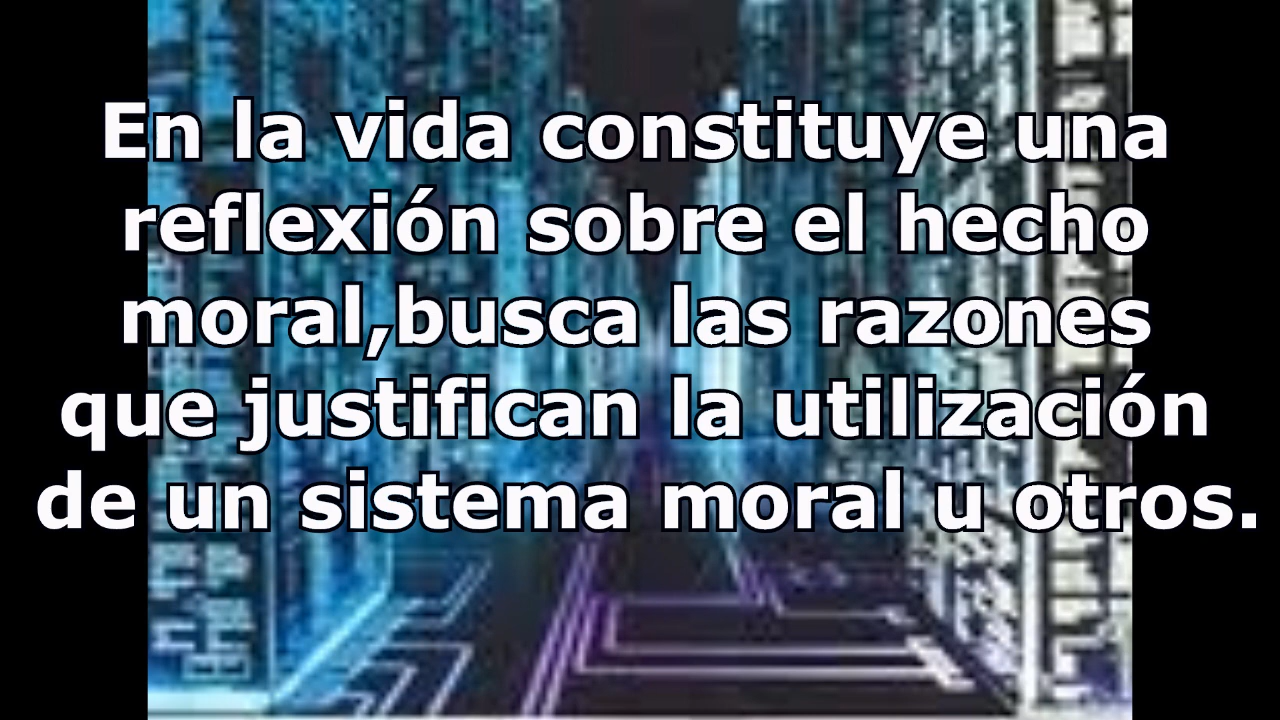 En la vida constituye una
reflexión sobre el hecho
moral,busca las razones
que justifican la utilización
de un sistema moral u otros.